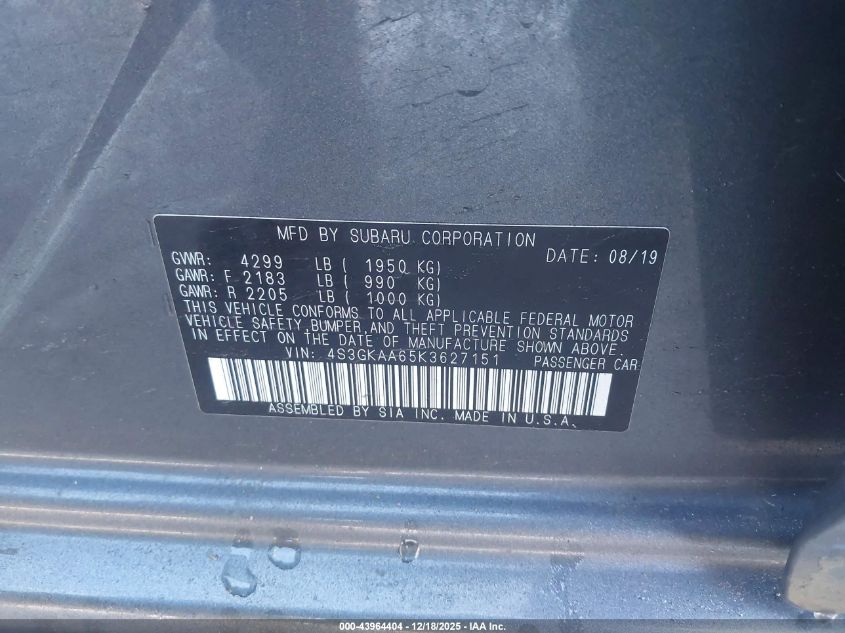 MFD BY SUBARU CORPORATION DATE: 08/19
GVWR: 4299 LB ( 1950 KG)
GAWR: F 2183 LB ( 990 KG)
GAWR: R 2205 LB ( 1000 KG)
THIS VEHICLE CONFORMS TO ALL APPLICABLE FEDERAL MOTOR
VEHICLE SAFETY, BUMPER, AND THEFT PREVENTION STANDARDS
IN EFFECT ON THE DATE OF MANUFACTURE SHOWN ABOVE
VIN: 4S3GKAA65K3627151 PASSENGER CAR
ASSEMBLED BY SIA INC. MADE IN U.S.A.
000-43964404 - 12/18/2025 - IAA Inc.